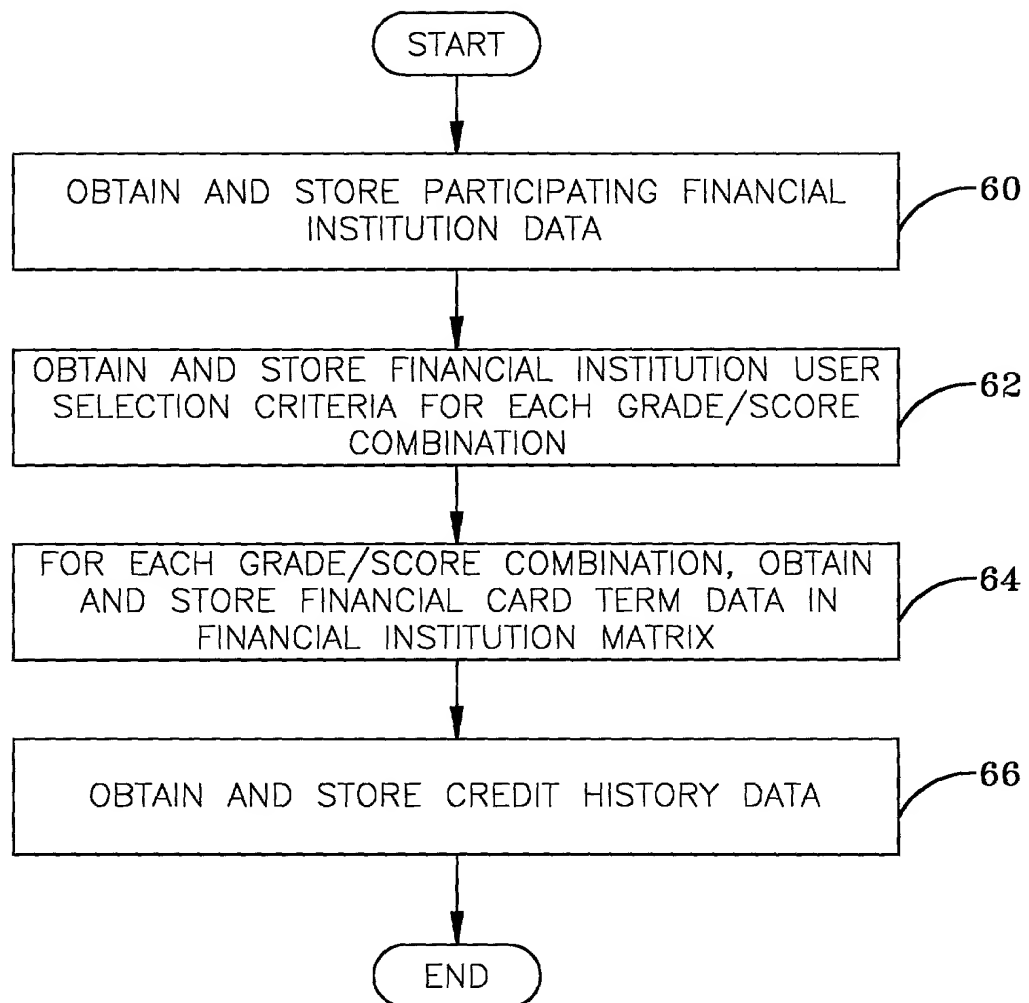 START
OBTAIN AND STORE PARTICIPATING FINANCIAL
INSTITUTION DATA
60
OBTAIN AND STORE FINANCIAL INSTITUTION USER
SELECTION CRITERIA FOR EACH GRADE/SCORE
COMBINATION
62
FOR EACH GRADE/SCORE COMBINATION, OBTAIN
AND STORE FINANCIAL CARD TERM DATA IN
FINANCIAL INSTITUTION MATRIX
64
OBTAIN AND STORE CREDIT HISTORY DATA
66
END